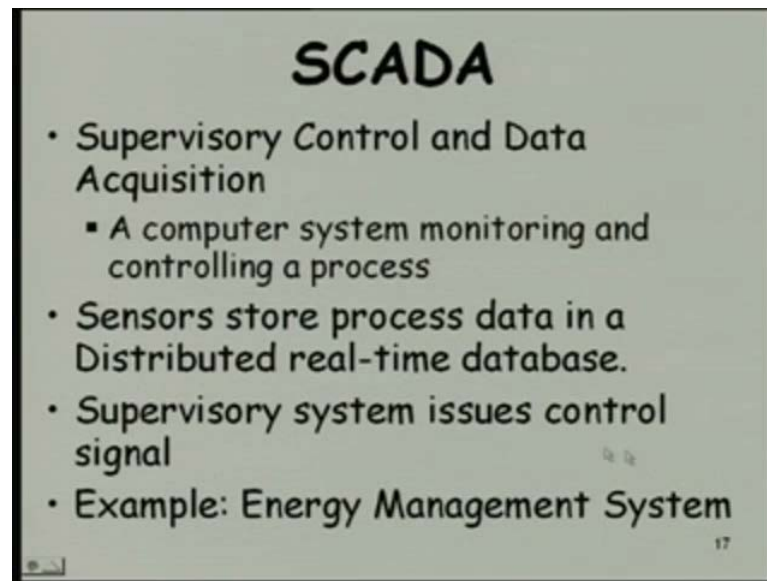 SCADA
• Supervisory Control and Data
Acquisition
▪ A computer system monitoring and
controlling a process
• Sensors store process data in a
Distributed real-time database.
• Supervisory system issues control
signal
• Example: Energy Management System
17